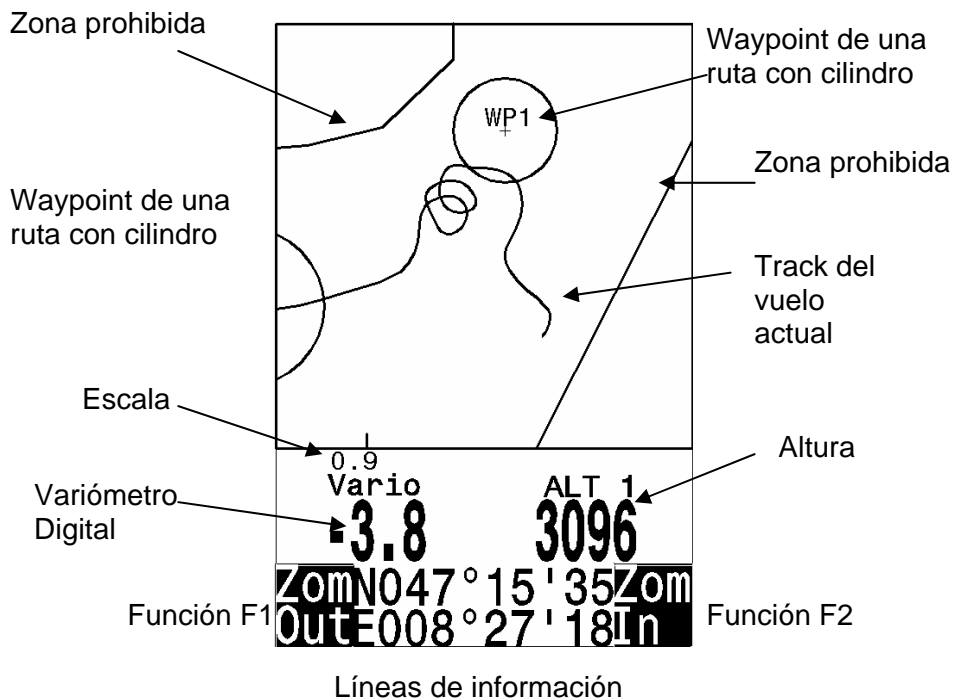 Zona prohibida
Waypoint de una
ruta con cilindro
WP1
Zona prohibida
Waypoint de una
ruta con cilindro
Track del
vuelo
actual
Escala
0.9
Altura
Vario
ALT 1
Variómetro
Digital
-3.8
3096
Zom N047°15'35 Zom
Función F1
Función F2
Out E008°27'18 In
Líneas de información